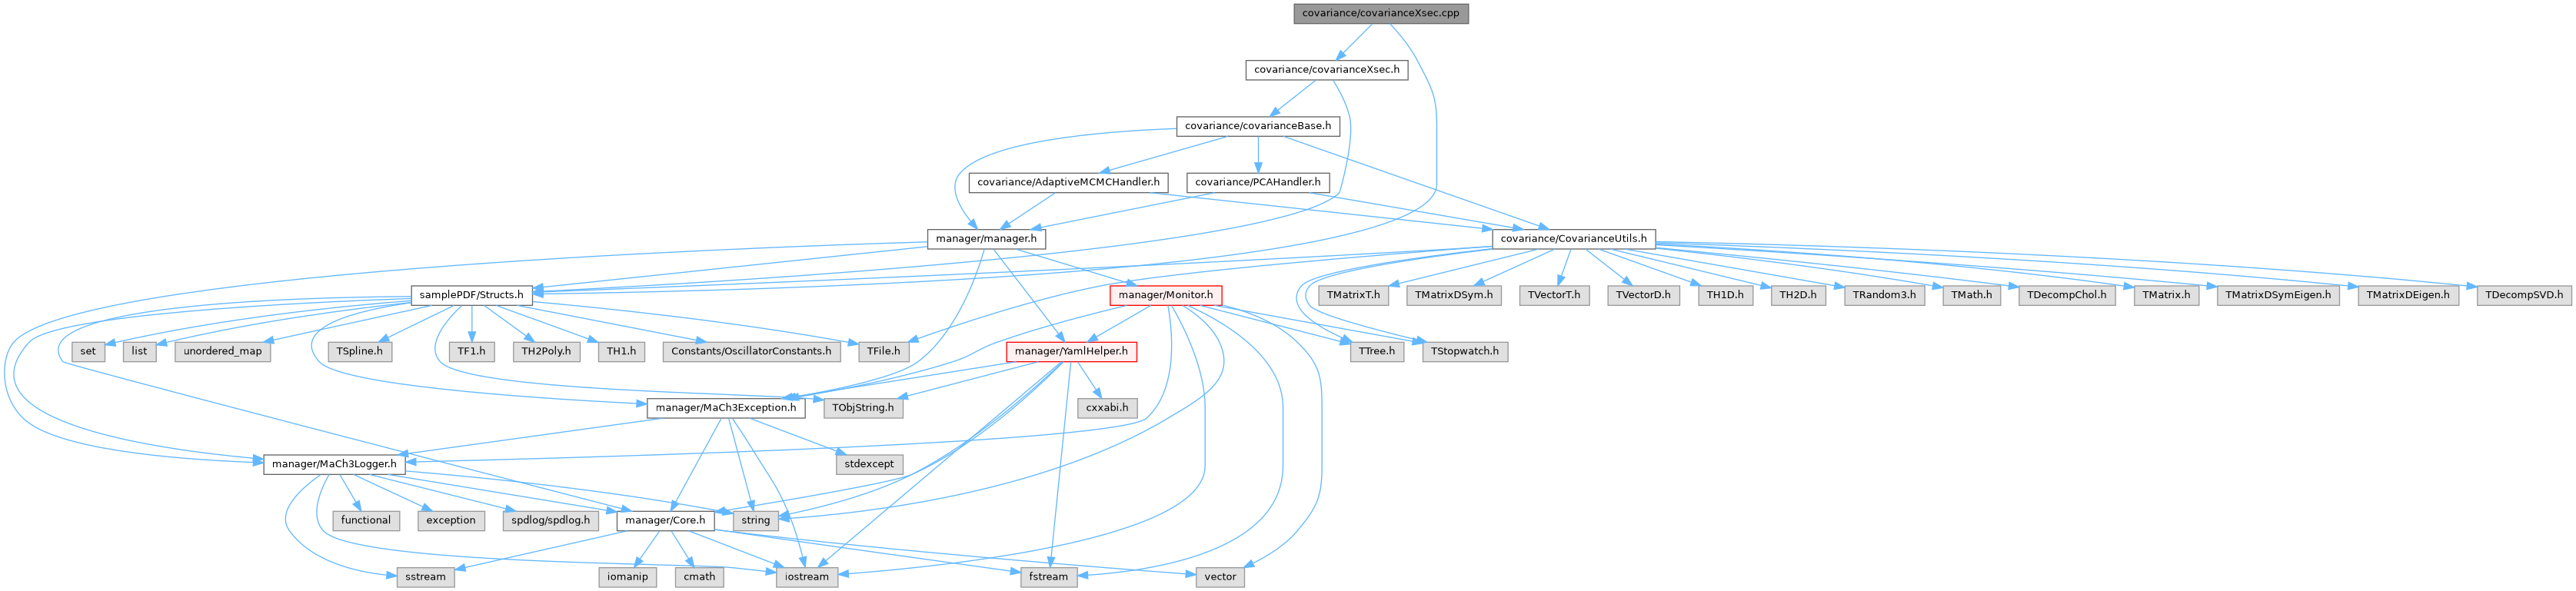 covariance/covarianceXsec.cpp
covariance/covarianceXsec.h
covariance/covarianceBase.h
covariance/AdaptiveMCMCHandler.h
covariance/PCAHandler.h
manager/manager.h
covariance/CovarianceUtils.h
samplePDF/Structs.h
manager/Monitor.h
TMatrixT.h
TMatrixDSym.h
TVectorT.h
TVectorD.h
TH1D.h
TH2D.h
TRandom3.h
TMath.h
TDecompChol.h
TMatrix.h
TMatrixDSymEigen.h
TMatrixDEigen.h
TDecompSVD.h
set
list
unordered_map
TSpline.h
TF1.h
TH2Poly.h
TH1.h
Constants/OscillatorConstants.h
TFile.h
manager/YamlHelper.h
TTree.h
TStopwatch.h
manager/MaCh3Exception.h
TObjString.h
cxxabi.h
manager/MaCh3Logger.h
stdexcept
functional
exception
spdlog/spdlog.h
manager/Core.h
string
sstream
iomanip
cmath
iostream
fstream
vector